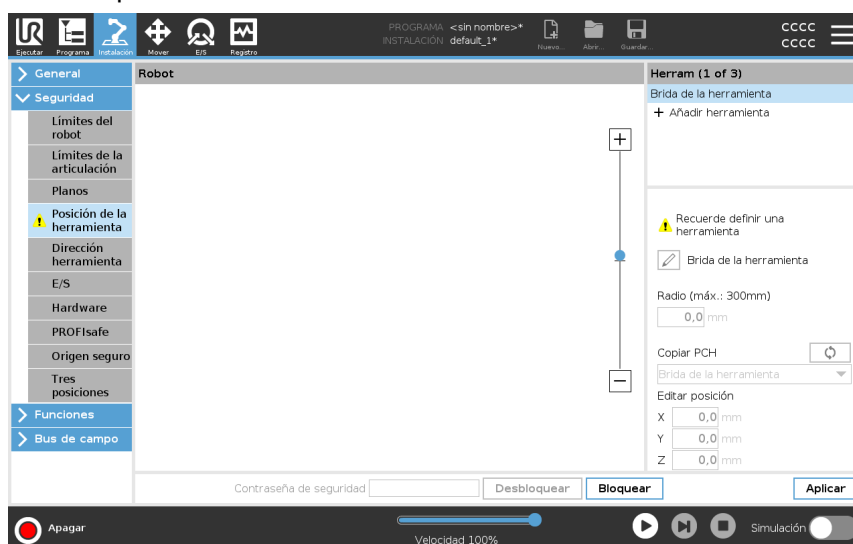 Ejecutar
Programa
Instalación
Mover
E/S
Registro
PROGRAMA <sin nombre>*
INSTALACIÓN default_1*
Nuevo...
Abrir...
Guardar...
cccc
cccc
General
Seguridad
Límites del
robot
Límites de la
articulación
Planos
Posición de la
herramienta
Dirección
herramienta
E/S
Hardware
PROFIsafe
Origen seguro
Tres
posiciones
Funciones
Bus de campo
Robot
+
−
Herram (1 of 3)
Brida de la herramienta
+ Añadir herramienta
Recuerde definir una
herramienta
Brida de la herramienta
Radio (máx.: 300mm)
0,0 mm
Copiar PCH
Brida de la herramienta
Editar posición
X 0,0 mm
Y 0,0 mm
Z 0,0 mm
Contraseña de seguridad
Desbloquear
Bloquear
Aplicar
Apagar
Velocidad 100%
Simulación